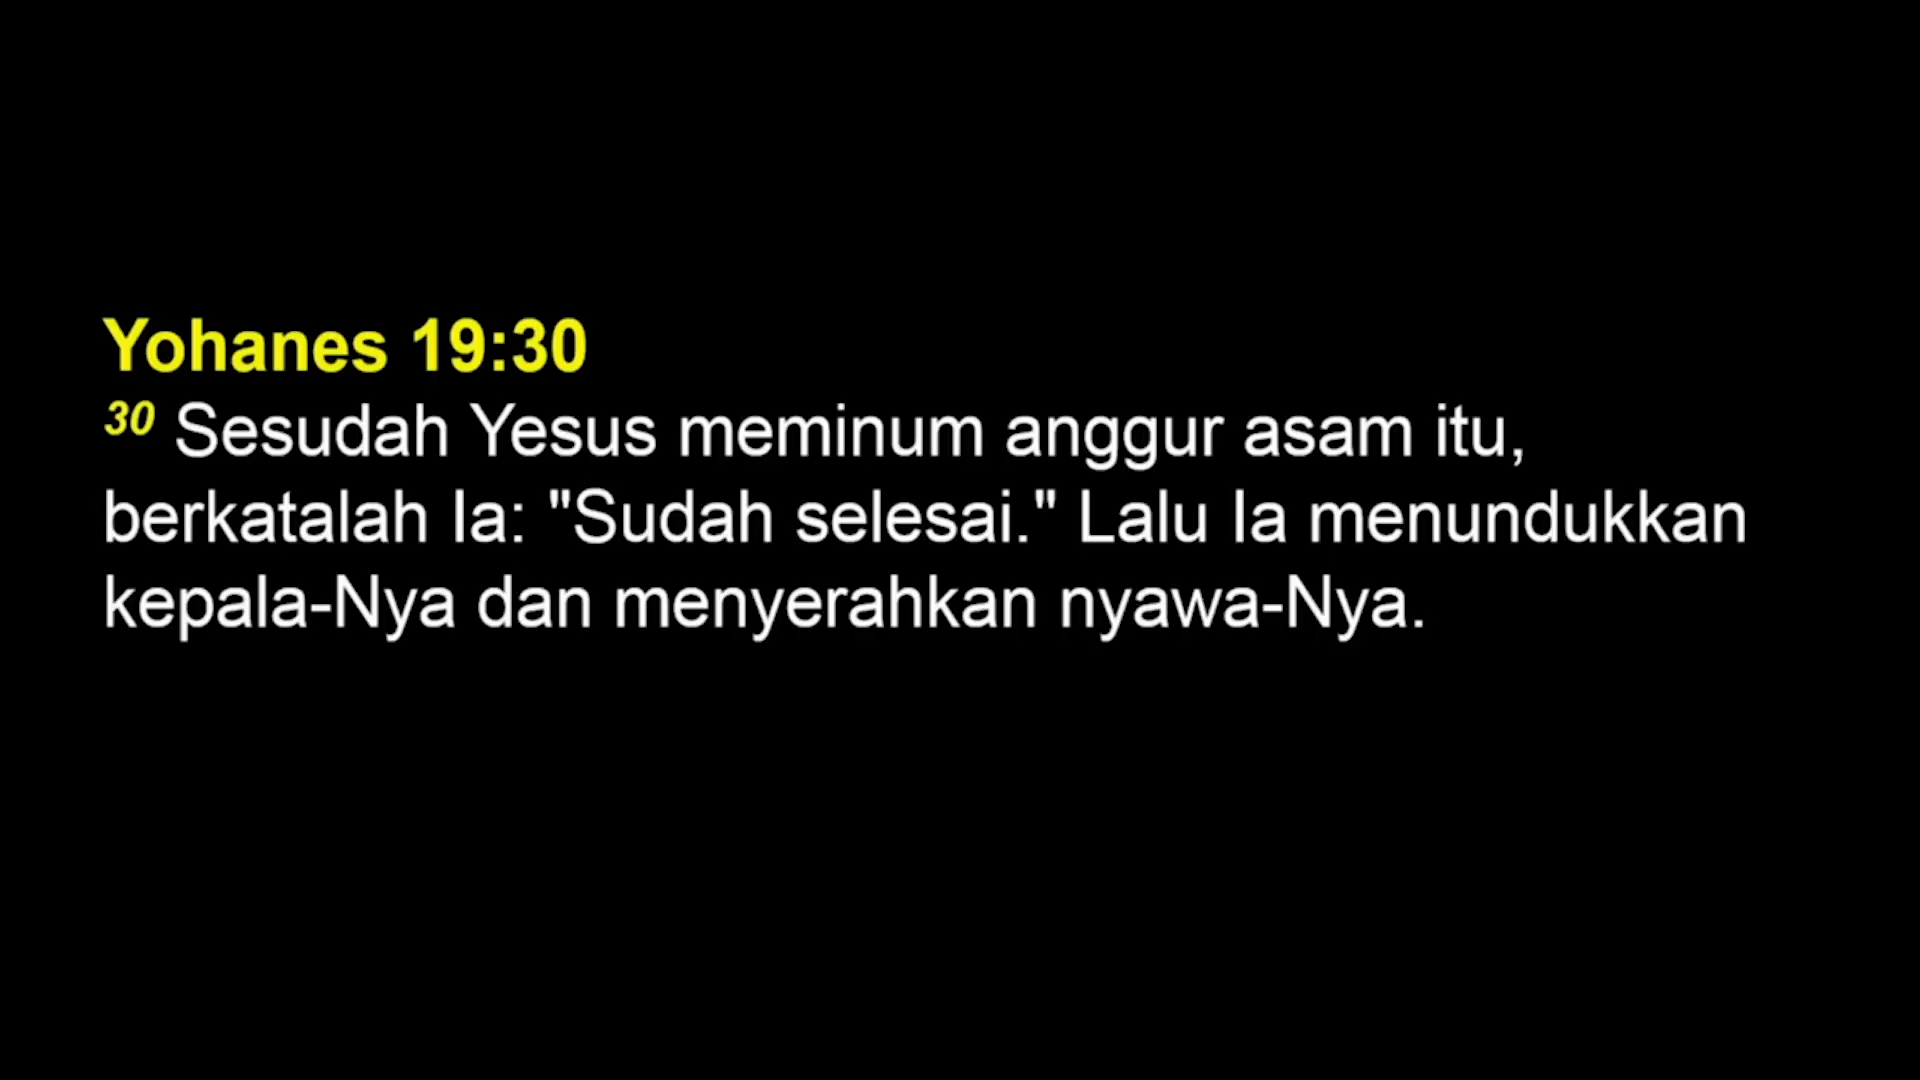 Yohanes 19:30
30 Sesudah Yesus meminum anggur asam itu,
berkatalah Ia: "Sudah selesai." Lalu Ia menundukkan
kepala-Nya dan menyerahkan nyawa-Nya.